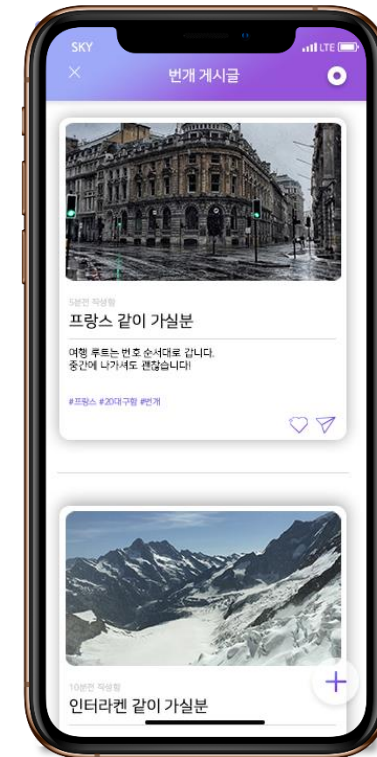 SKY
LTE
번개 게시글
5분전 작성함
프랑스 같이 가실분
여행 루트는 번호 순서대로 갑니다.
중간에 나가셔도 괜찮습니다!
#프랑스 #20대구함 #번개
10분전 작성함
인터라켄 같이 가실분